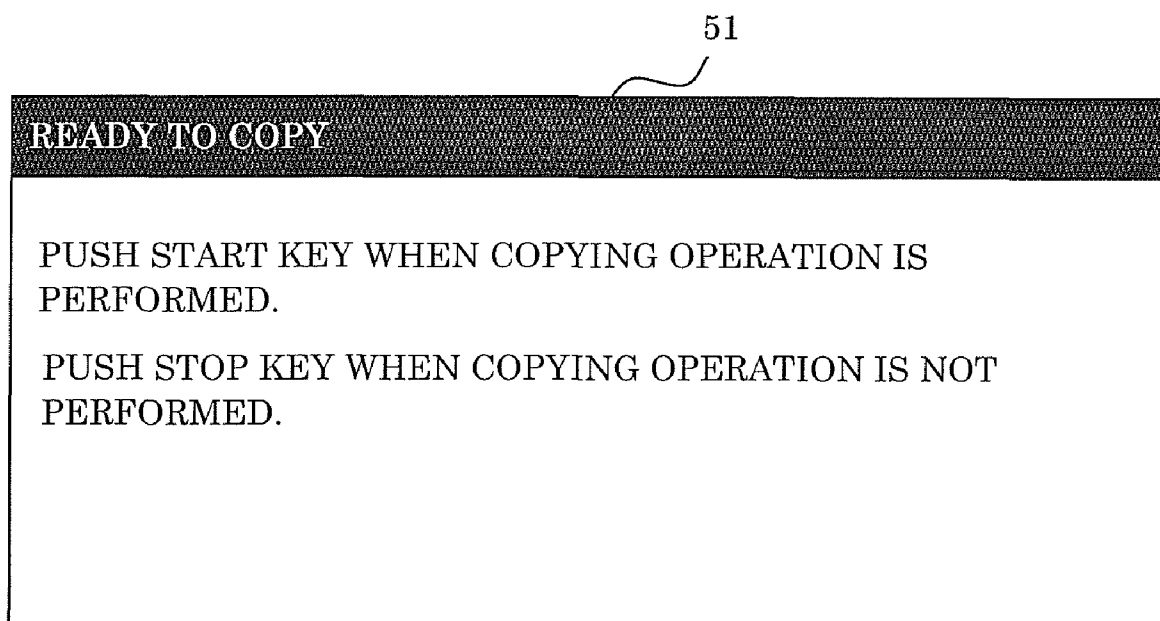 51
READY TO COPY
PUSH START KEY WHEN COPYING OPERATION IS
PERFORMED.
PUSH STOP KEY WHEN COPYING OPERATION IS NOT
PERFORMED.